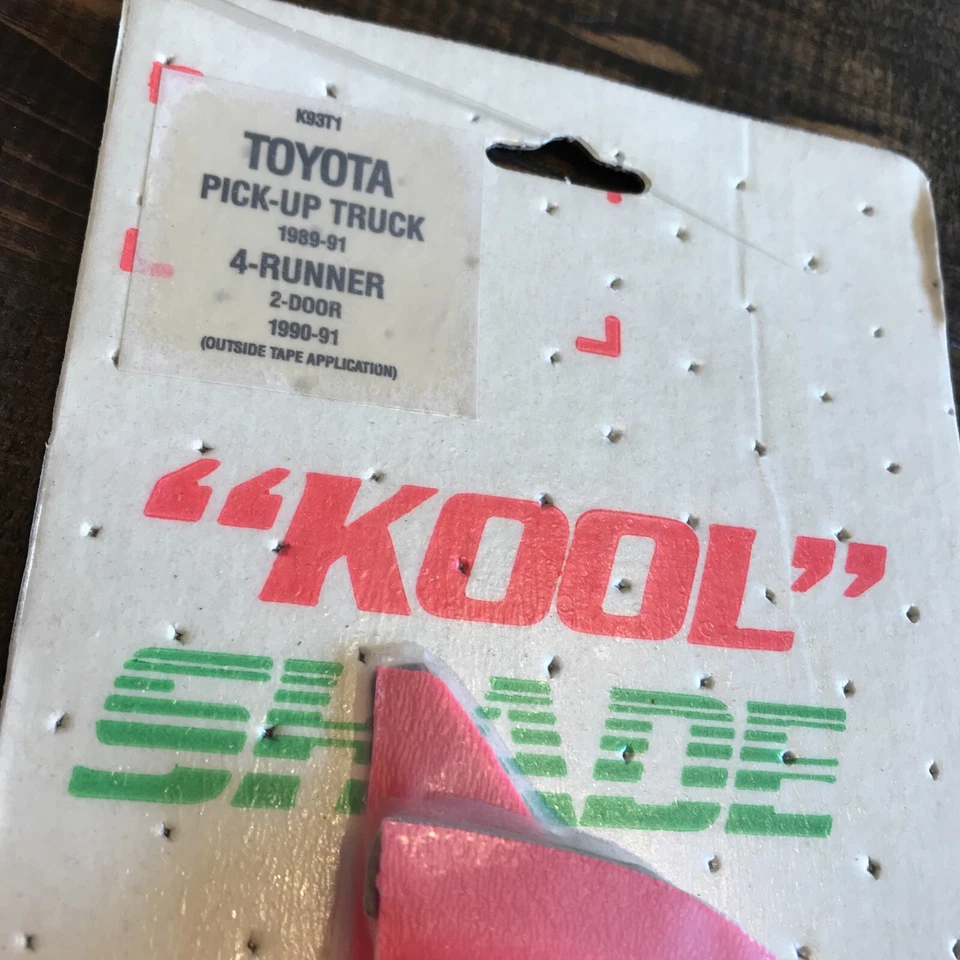 K93T1
TOYOTA
PICK-UP TRUCK
1989-91
4-RUNNER
2-DOOR
1990-91
(OUTSIDE TAPE APPLICATION)
“KOOL”
SHADE